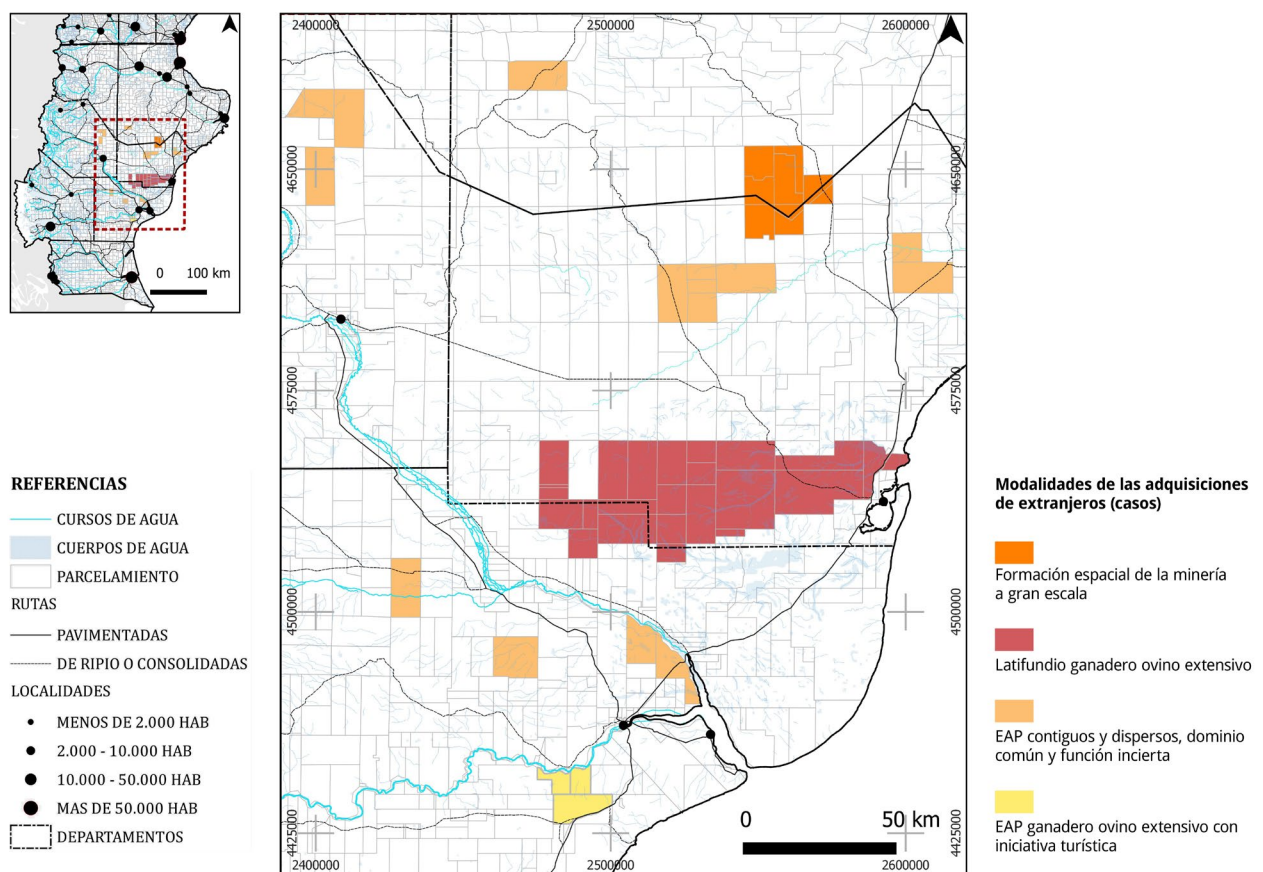 0 100 km
REFERENCIAS
CURSOS DE AGUA
CUERPOS DE AGUA
PARCELAMIENTO
RUTAS
PAVIMENTADAS
DE RIPIO O CONSOLIDADAS
LOCALIDADES
MENOS DE 2.000 HAB
2.000 - 10.000 HAB
10.000 - 50.000 HAB
MAS DE 50.000 HAB
DEPARTAMENTOS
2400000 2500000 2600000
4650000 4650000
4575000 4575000
4500000 4500000
4425000 4425000
0 50 km
2400000 2500000 2600000
Modalidades de las adquisiciones
de extranjeros (casos)
Formación espacial de la minería
a gran escala
Latifundio ganadero ovino extensivo
EAP contiguos y dispersos, dominio
común y función incierta
EAP ganadero ovino extensivo con
iniciativa turística